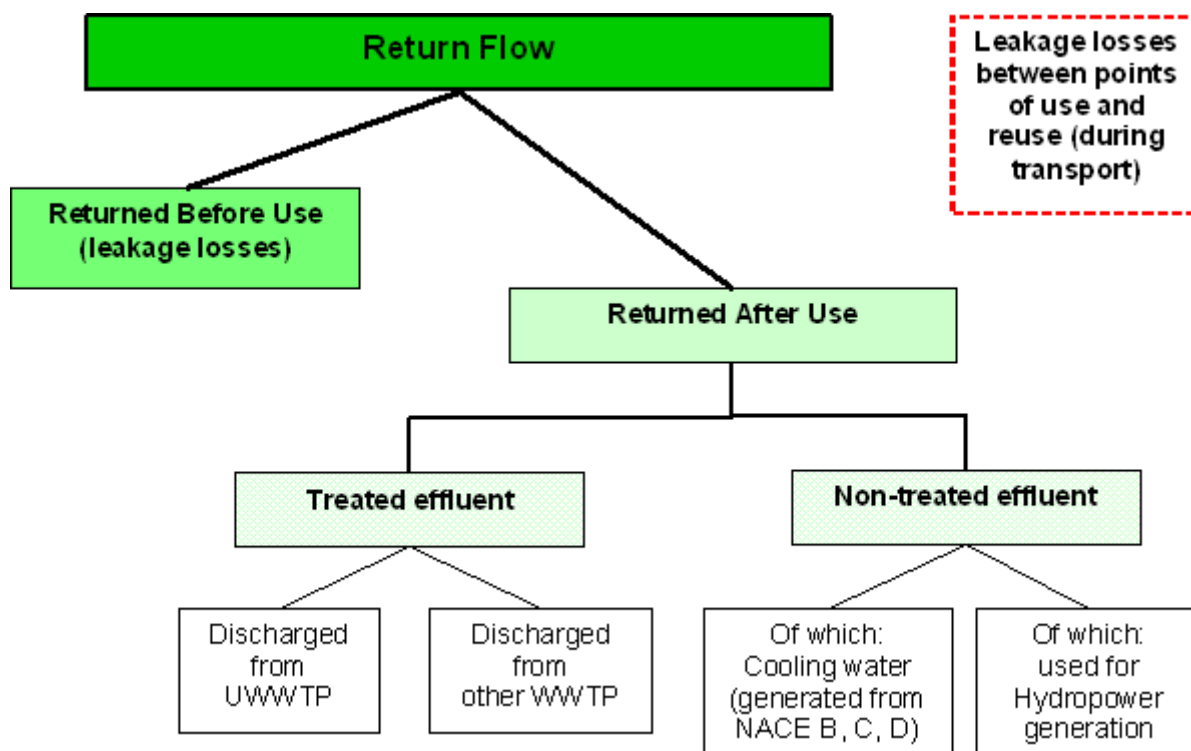 Return Flow
Leakage losses
between points
of use and
reuse (during
transport)
Returned Before Use
(leakage losses)
Returned After Use
Treated effluent
Non-treated effluent
Discharged
from
UWWTP
Discharged
from
other WWTP
Of which:
Cooling water
(generated from
NACE B, C, D)
Of which:
used for
Hydropower
generation